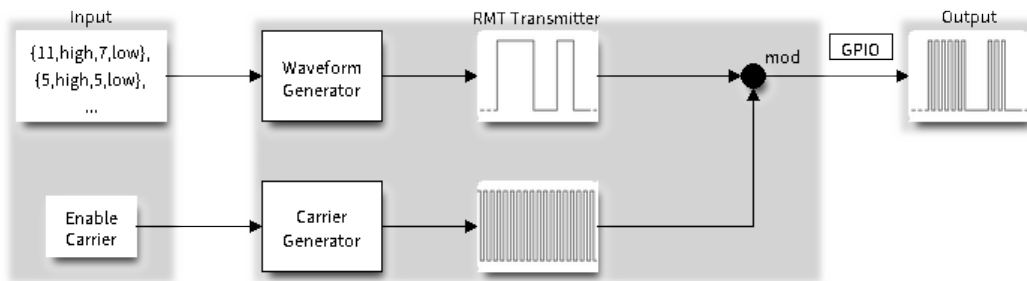 Input
RMT Transmitter
Output
{11,high,7,low},
{5,high,5,low},
...
Waveform
Generator
mod
GPIO
Enable
Carrier
Carrier
Generator